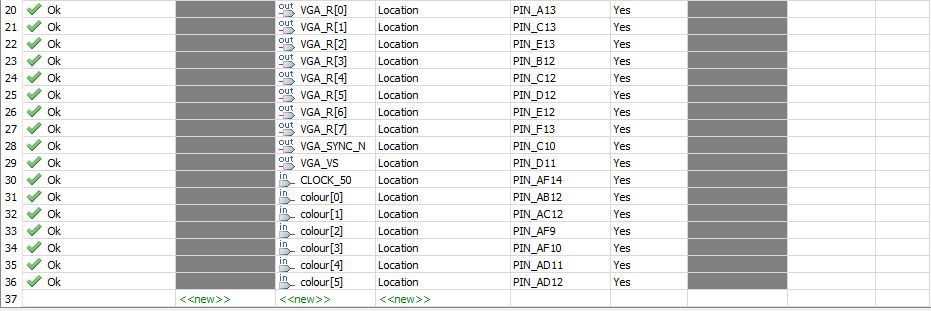 20 Ok out VGA_R[0] Location PIN_A13 Yes
21 Ok out VGA_R[1] Location PIN_C13 Yes
22 Ok out VGA_R[2] Location PIN_E13 Yes
23 Ok out VGA_R[3] Location PIN_B12 Yes
24 Ok out VGA_R[4] Location PIN_C12 Yes
25 Ok out VGA_R[5] Location PIN_D12 Yes
26 Ok out VGA_R[6] Location PIN_E12 Yes
27 Ok out VGA_R[7] Location PIN_F13 Yes
28 Ok out VGA_SYNC_N Location PIN_C10 Yes
29 Ok out VGA_VS Location PIN_D11 Yes
30 Ok in CLOCK_50 Location PIN_AF14 Yes
31 Ok in colour[0] Location PIN_AB12 Yes
32 Ok in colour[1] Location PIN_AC12 Yes
33 Ok in colour[2] Location PIN_AF9 Yes
34 Ok in colour[3] Location PIN_AF10 Yes
35 Ok in colour[4] Location PIN_AD11 Yes
36 Ok in colour[5] Location PIN_AD12 Yes
37 <<new>> <<new>> <<new>>